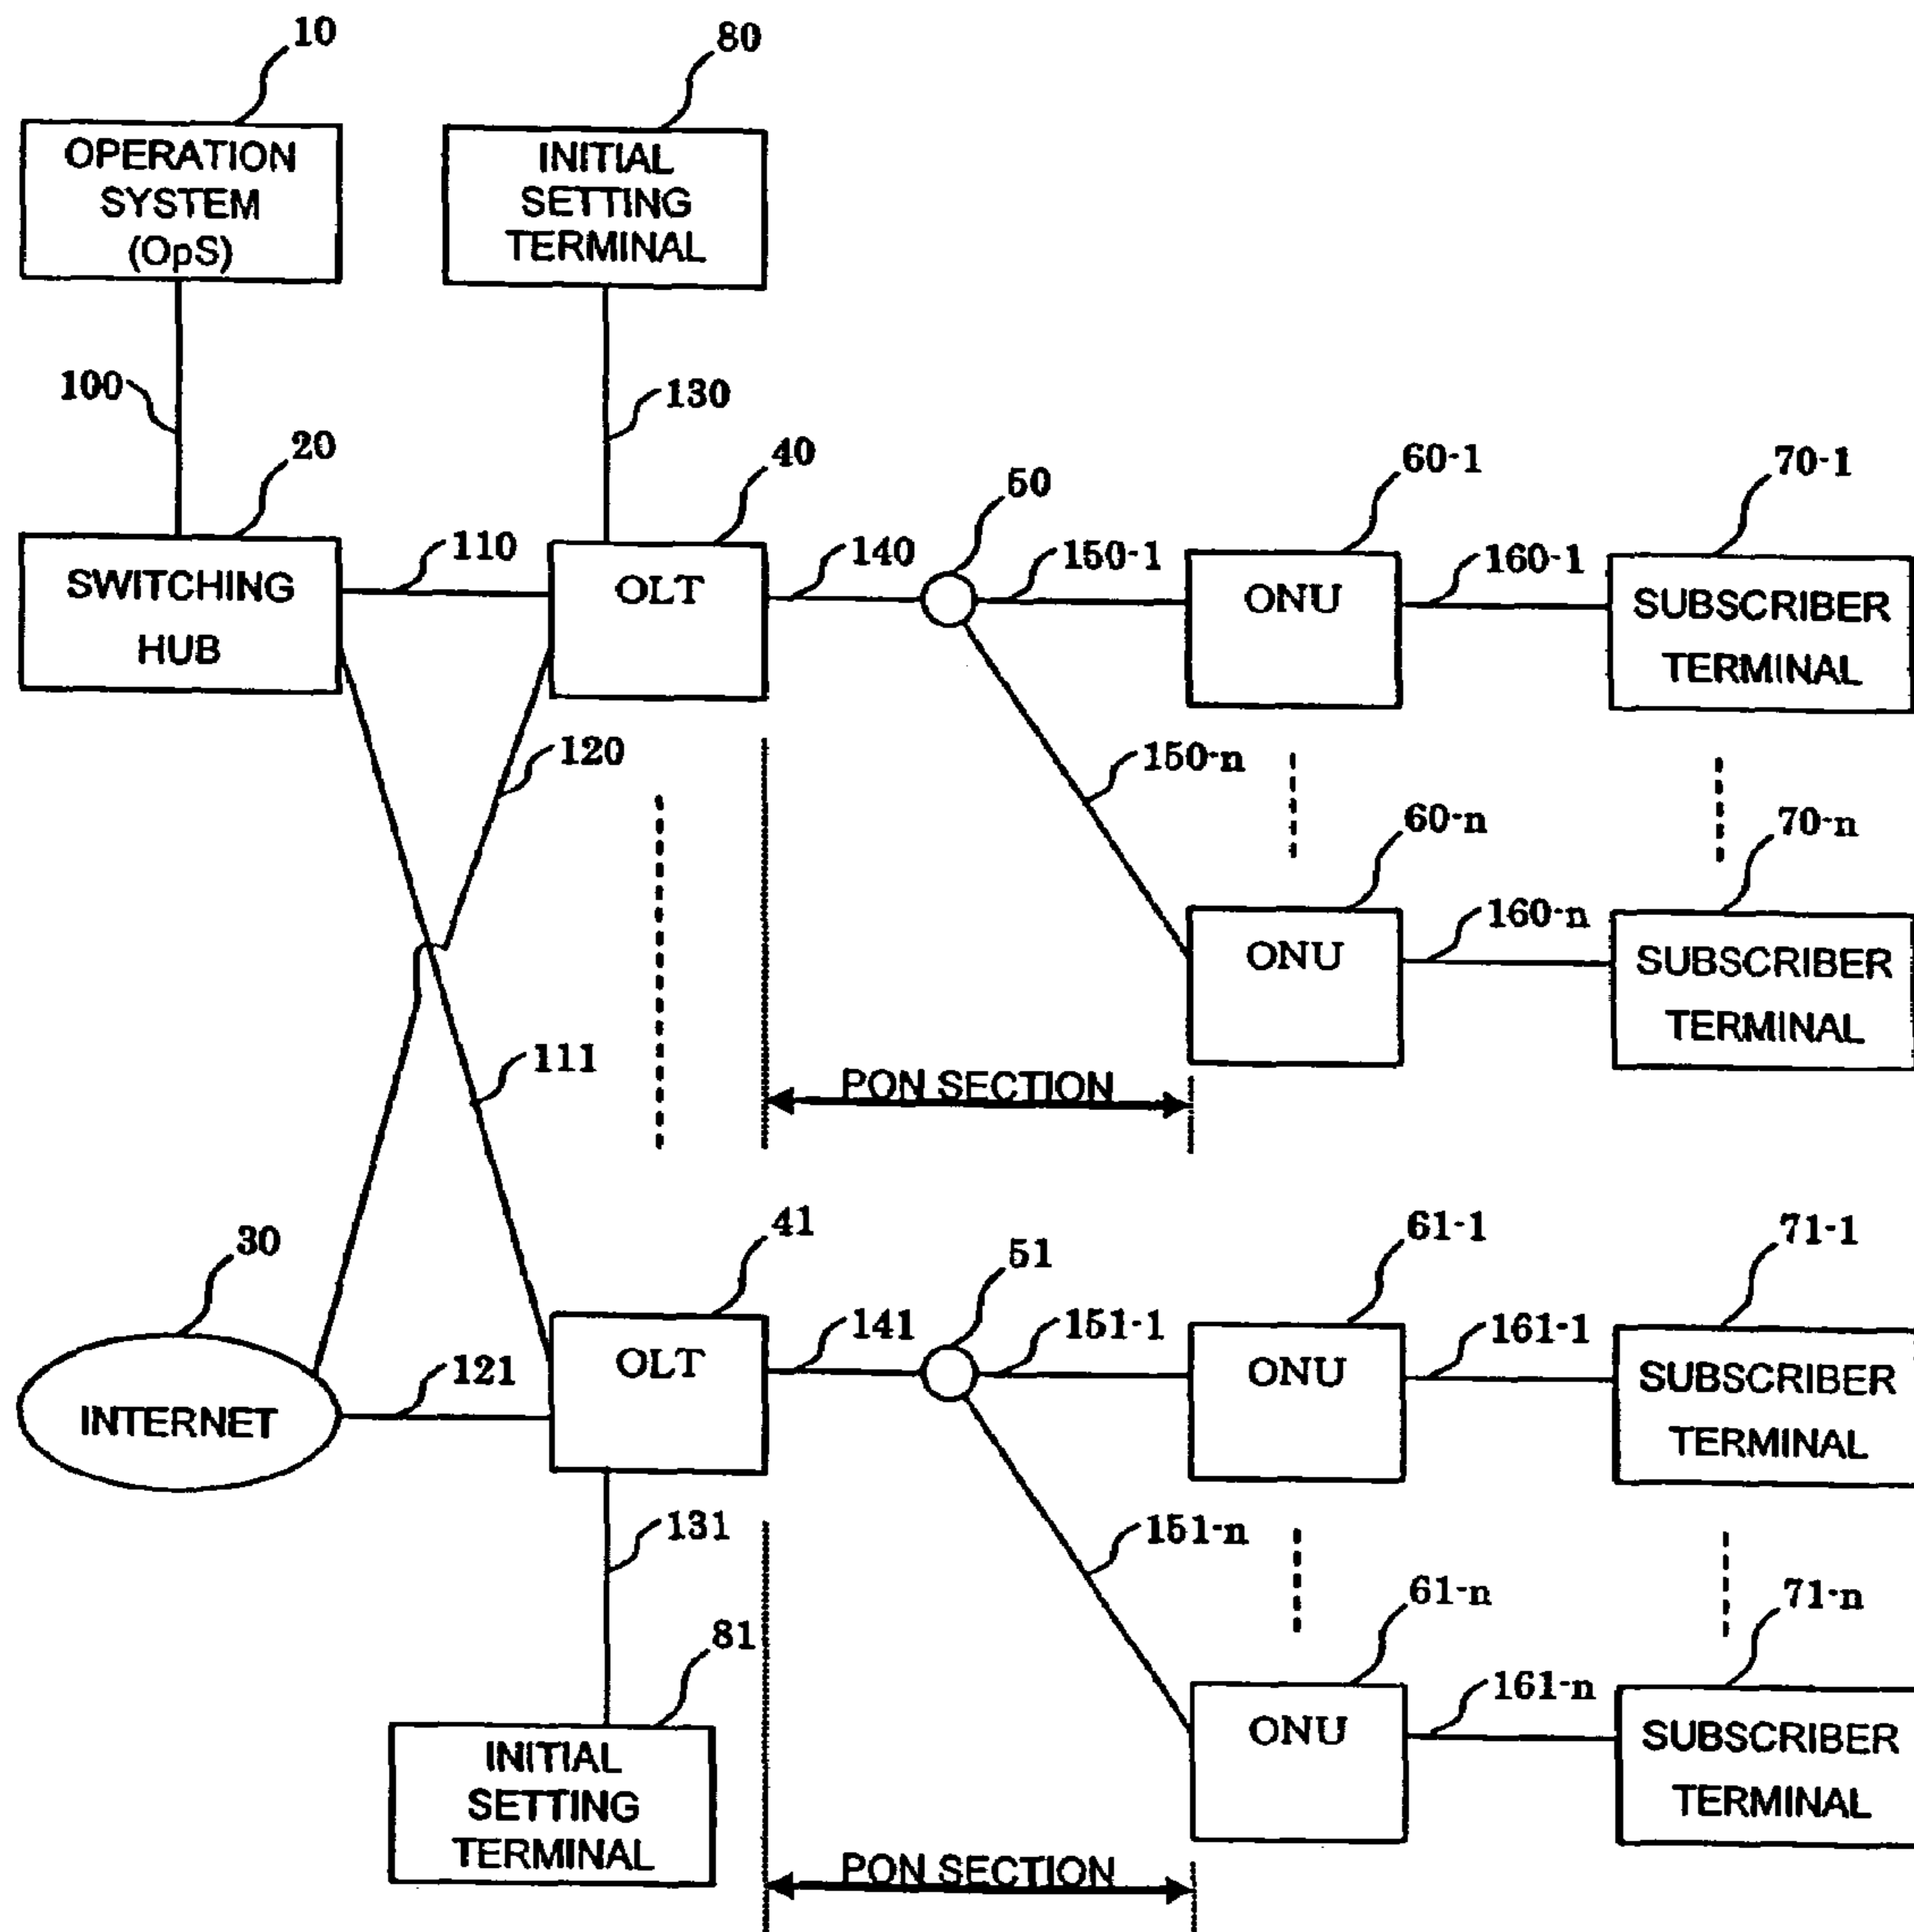 10
80
OPERATION
SYSTEM
(OpS)
INITIAL
SETTING
TERMINAL
100
130
20
40
50
60-1
70-1
SWITCHING
HUB
110
OLT
140
150-1
ONU
160-1
SUBSCRIBER
TERMINAL
120
150-n
60-n
70-n
ONU
160-n
SUBSCRIBER
TERMINAL
111
PON SECTION
30
41
51
61-1
71-1
INTERNET
121
OLT
141
151-1
ONU
161-1
SUBSCRIBER
TERMINAL
131
151-n
61-n
71-n
81
ONU
161-n
SUBSCRIBER
TERMINAL
INITIAL
SETTING
TERMINAL
PON SECTION